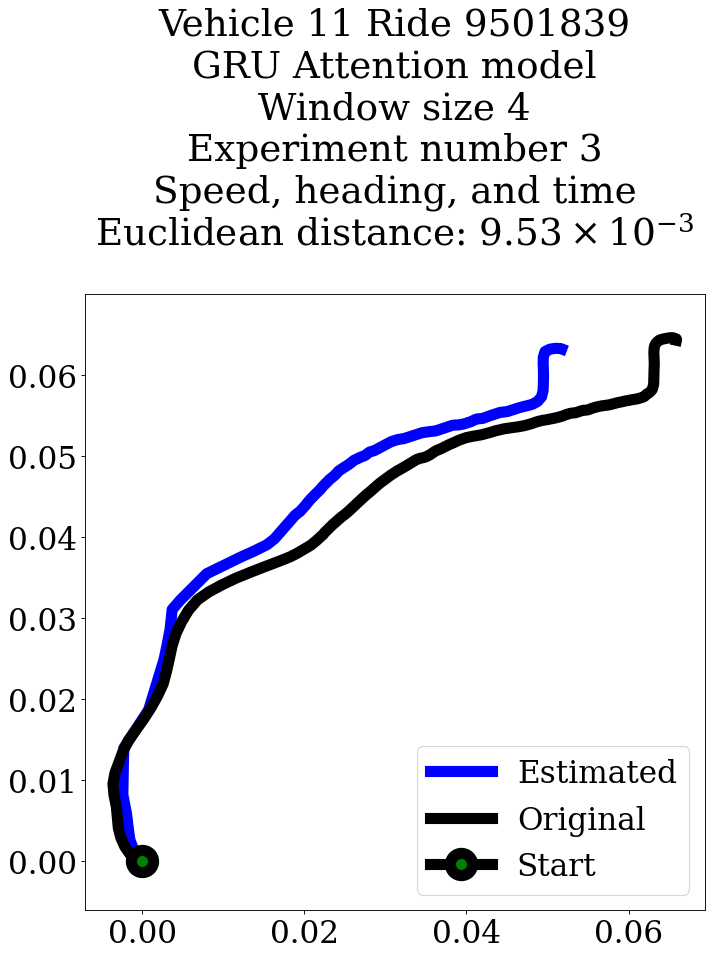 Vehicle 11 Ride 9501839
GRU Attention model
Window size 4
Experiment number 3
Speed, heading, and time
Euclidean distance: 9.53 × 10⁻³
0.06
0.05
0.04
0.03
0.02
0.01
0.00
Estimated
Original
Start
0.00 0.02 0.04 0.06